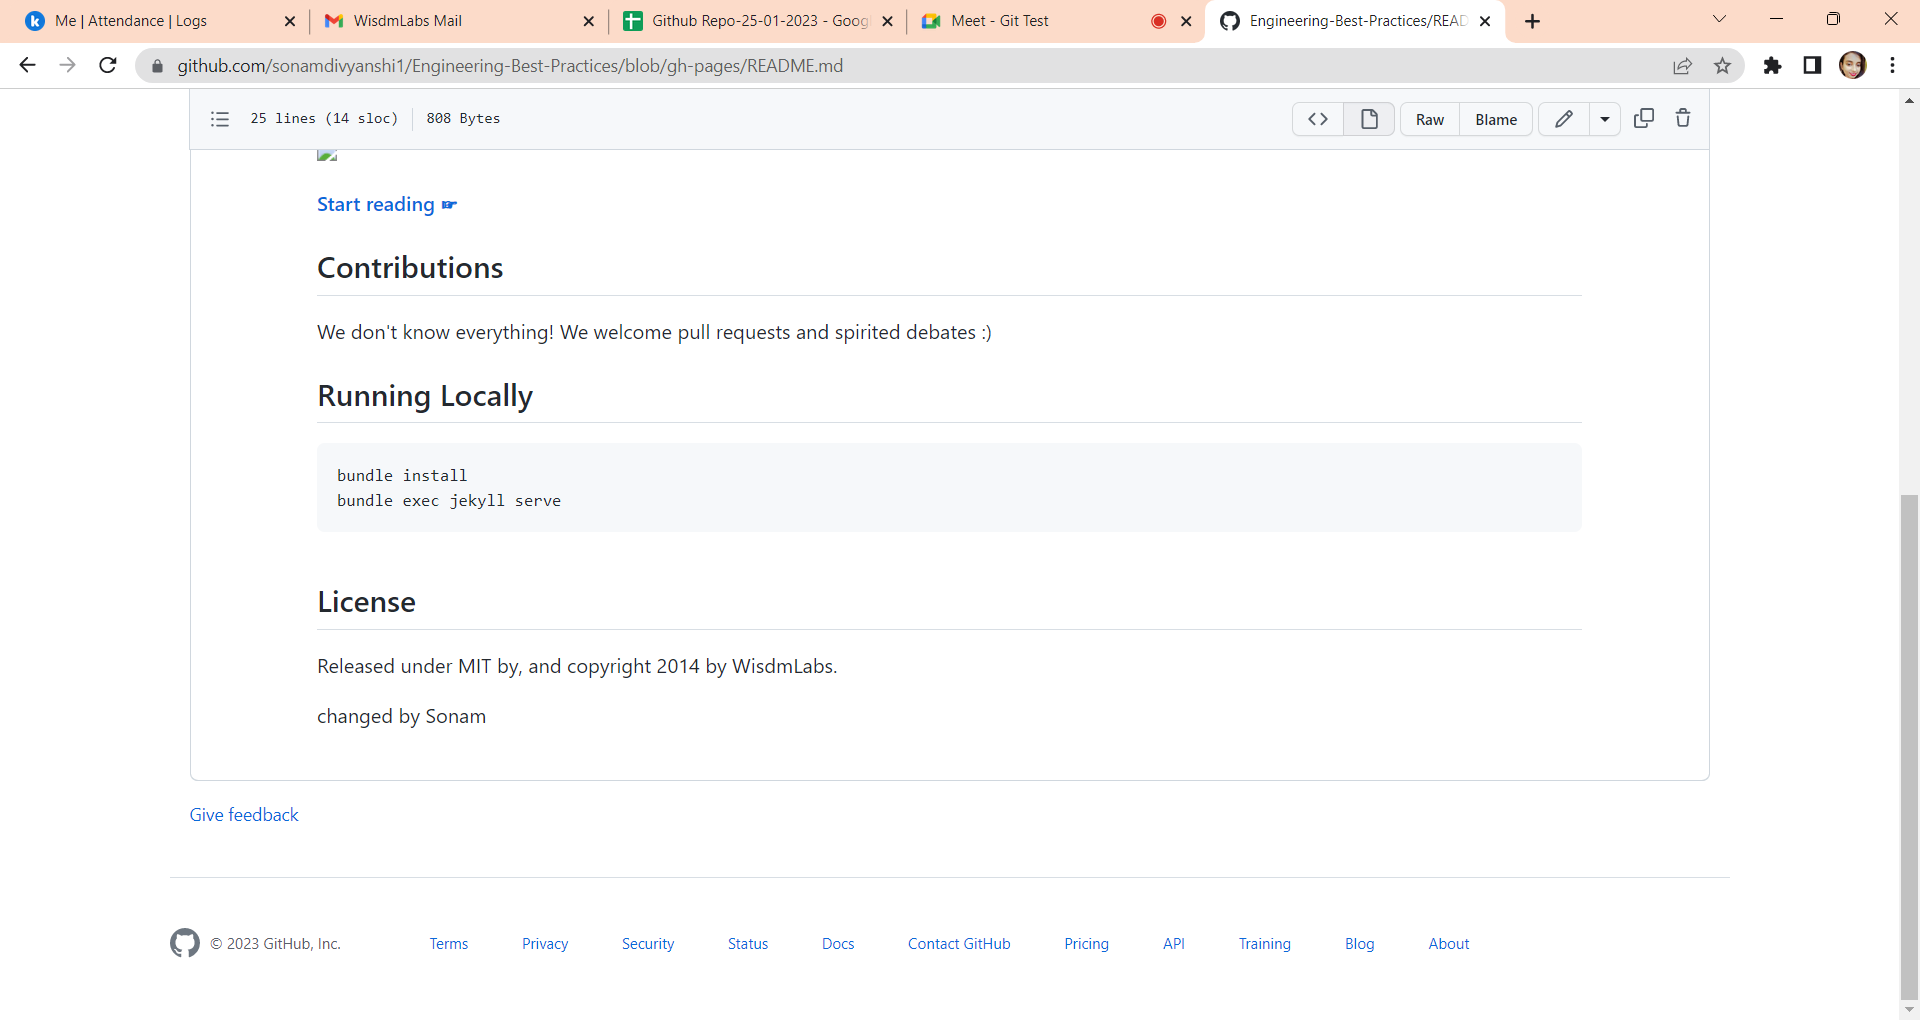 Me | Attendance | Logs
WisdmLabs Mail
Github Repo-25-01-2023 - Goog
Meet - Git Test
Engineering-Best-Practices/READ
github.com/sonamdivyanshi1/Engineering-Best-Practices/blob/gh-pages/README.md
25 lines (14 sloc)
808 Bytes
Raw
Blame
Start reading ☛
Contributions
We don't know everything! We welcome pull requests and spirited debates :)
Running Locally
bundle install
bundle exec jekyll serve
License
Released under MIT by, and copyright 2014 by WisdmLabs.
changed by Sonam
Give feedback
© 2023 GitHub, Inc.
Terms
Privacy
Security
Status
Docs
Contact GitHub
Pricing
API
Training
Blog
About